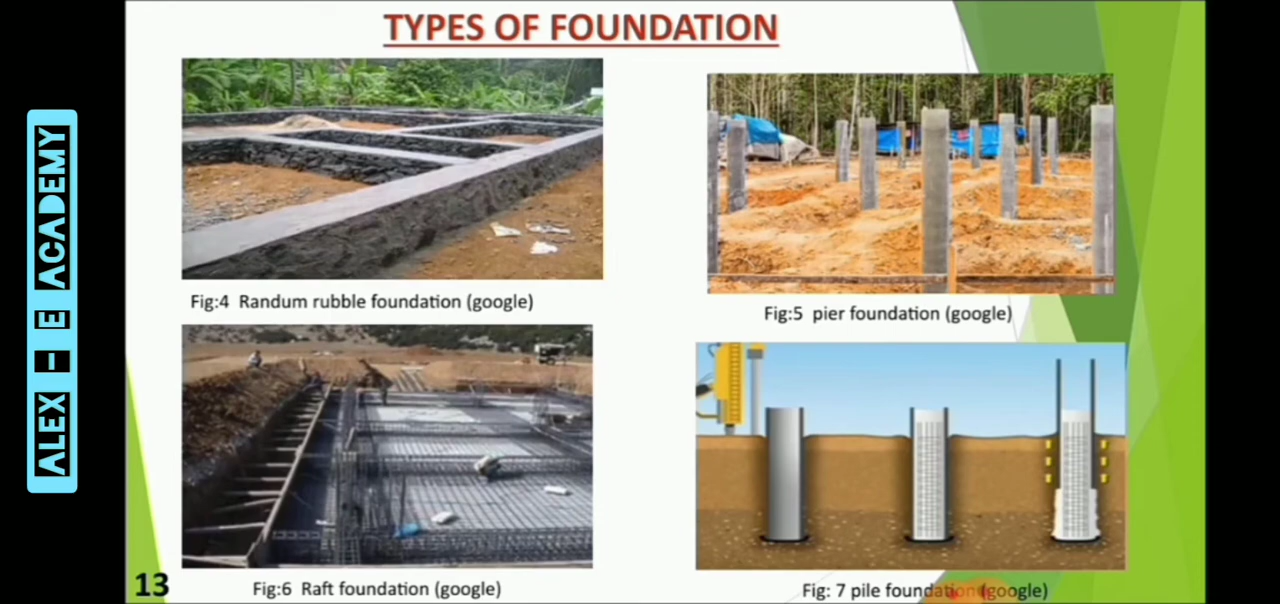 TYPES OF FOUNDATION
ALEX - E ACADEMY
Fig:4 Randum rubble foundation (google)
Fig:5 pier foundation (google)
Fig:6 Raft foundation (google)
Fig: 7 pile foundation (google)
13